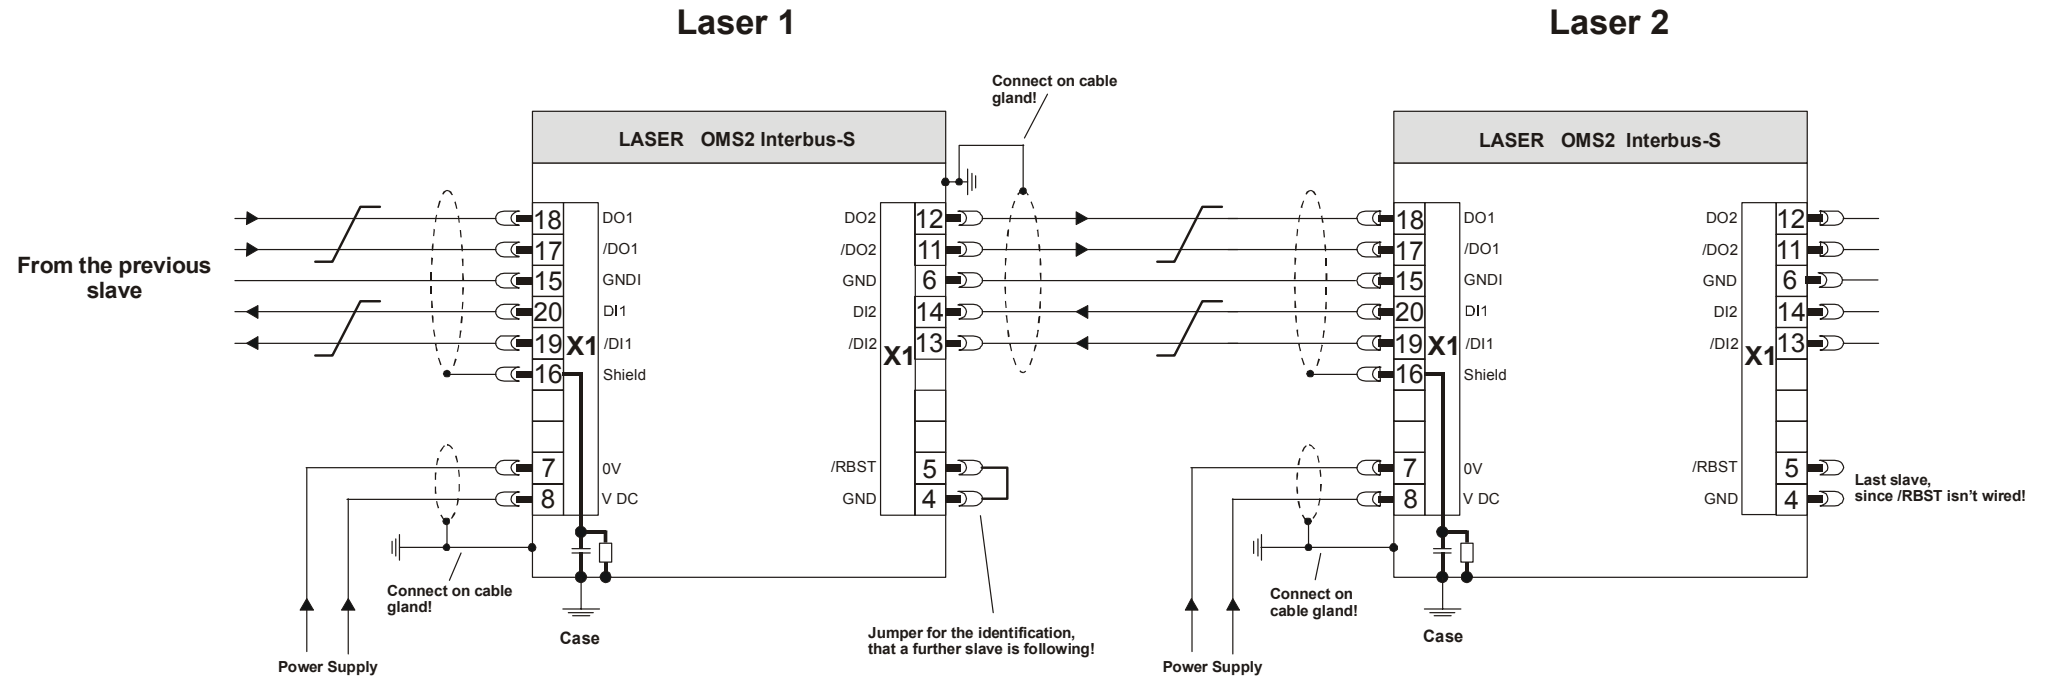 Laser 1
Laser 2
Connect on cable
gland!
LASER OMS2 Interbus-S
LASER OMS2 Interbus-S
From the previous
slave
18 DO1
17 /DO1
15 GNDI
20 DI1
19 /DI1
16 Shield
7 0V
8 V DC
X1
DO2 12
/DO2 11
GND 6
DI2 14
/DI2 13
/RBST 5
GND 4
X1
18 DO1
17 /DO1
15 GNDI
20 DI1
19 /DI1
16 Shield
7 0V
8 V DC
X1
DO2 12
/DO2 11
GND 6
DI2 14
/DI2 13
/RBST 5
GND 4
X1
Last slave,
since /RBST isn't wired!
Connect on cable
gland!
Case
Power Supply
Jumper for the identification,
that a further slave is following!
Connect on
cable gland!
Case
Power Supply